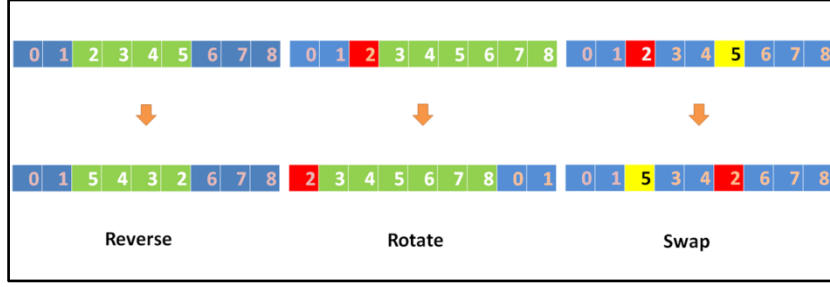 0 1 2 3 4 5 6 7 8 0 1 2 3 4 5 6 7 8 0 1 2 3 4 5 6 7 8
0 1 5 4 3 2 6 7 8 2 3 4 5 6 7 8 0 1 0 1 5 3 4 2 6 7 8
Reverse Rotate Swap